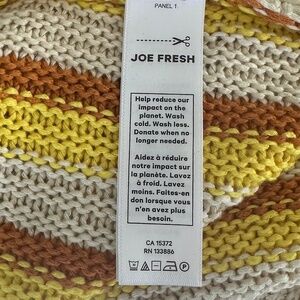 PANEL 1
JOE FRESH
Help reduce our
impact on the
planet. Wash
cold. Wash less.
Donate when no
longer needed.
Aidez à réduire
notre impact sur
la planète. Lavez
à froid. Lavez
moins. Faites-en
don lorsque vous
n'en avez plus
besoin.
CA 15372
RN 133886